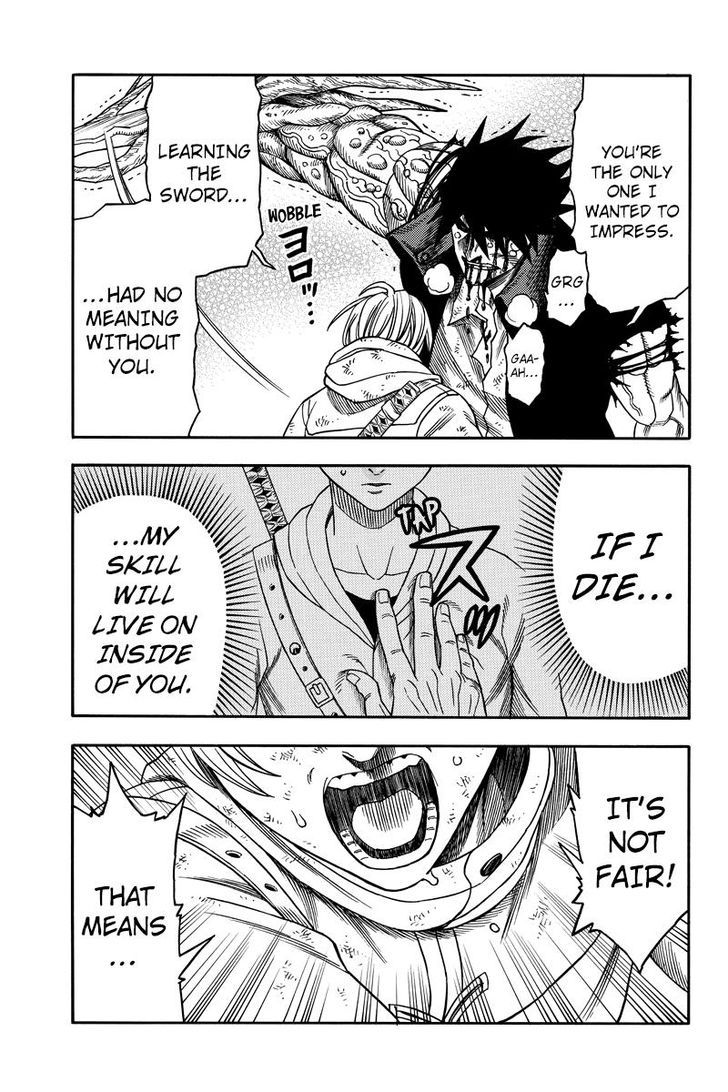 YOU'RE
THE ONLY
ONE I
WANTED TO
IMPRESS.
GRG
...
GAA-
AH...
LEARNING
THE
SWORD...
WOBBLE
ヨロッ…
...HAD NO
MEANING
WITHOUT
YOU.
IF I
DIE...
TAP
スッ
...MY
SKILL
WILL
LIVE ON
INSIDE
OF YOU.
IT'S
NOT
FAIR!
THAT
MEANS
...